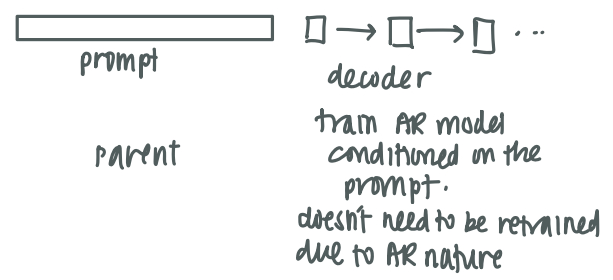 prompt
decoder
parent
train AR model
conditioned on the
prompt.
doesn't need to be retrained
due to AR nature